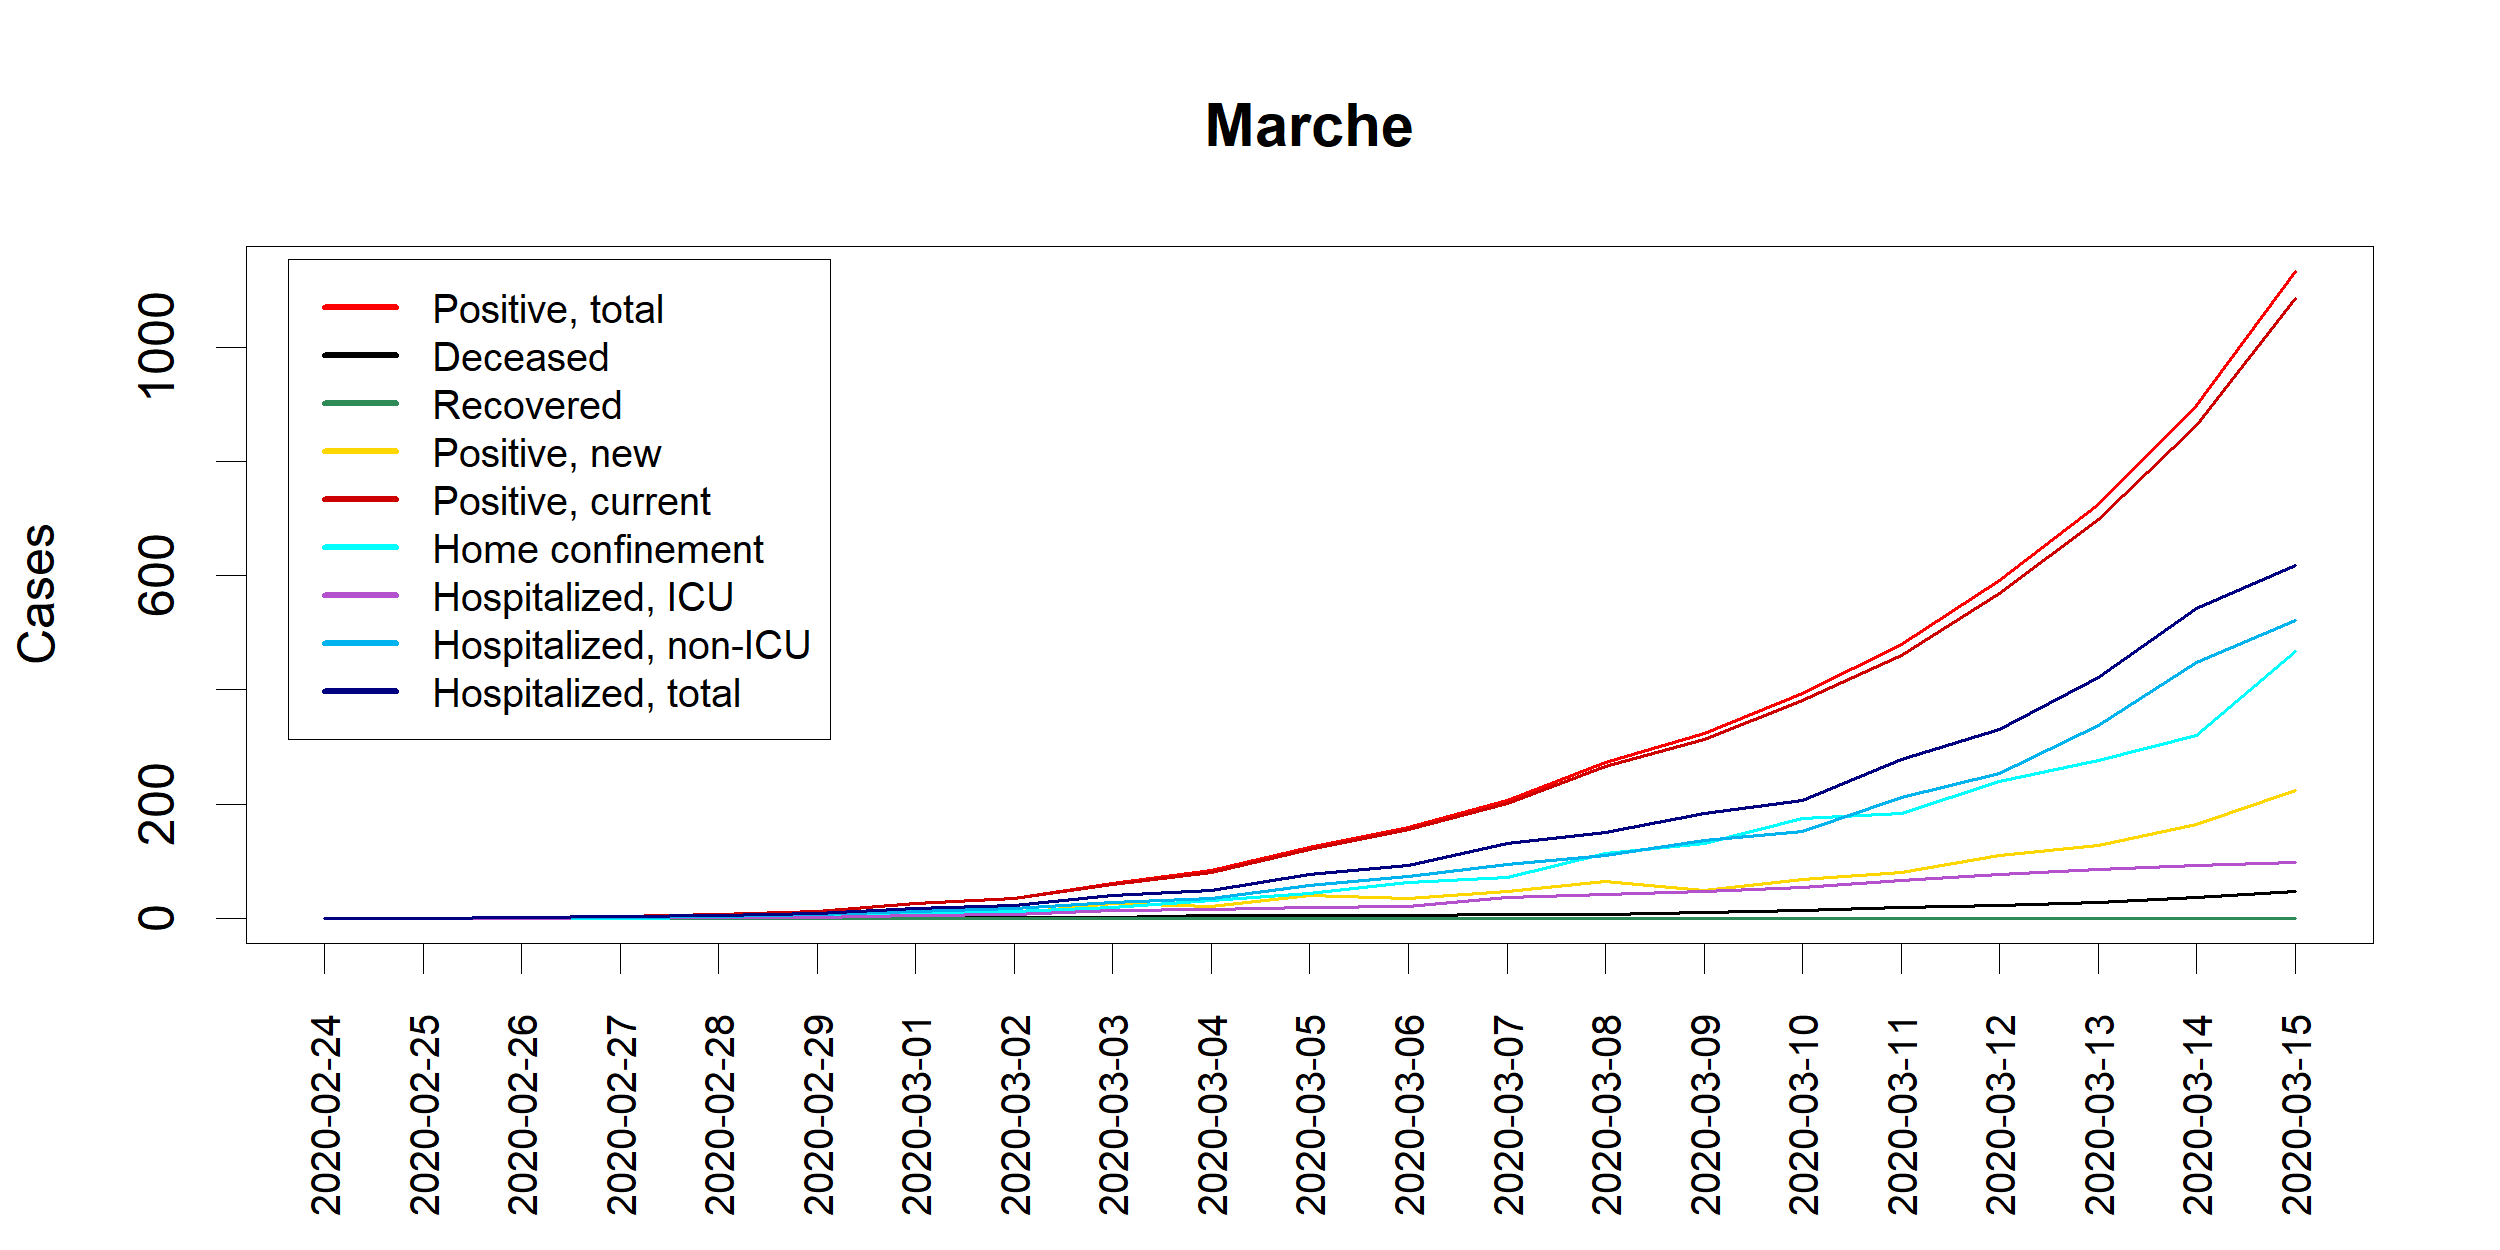 Marche
Cases
1000
600
200
0
Positive, total
Deceased
Recovered
Positive, new
Positive, current
Home confinement
Hospitalized, ICU
Hospitalized, non-ICU
Hospitalized, total
2020-02-24
2020-02-25
2020-02-26
2020-02-27
2020-02-28
2020-02-29
2020-03-01
2020-03-02
2020-03-03
2020-03-04
2020-03-05
2020-03-06
2020-03-07
2020-03-08
2020-03-09
2020-03-10
2020-03-11
2020-03-12
2020-03-13
2020-03-14
2020-03-15